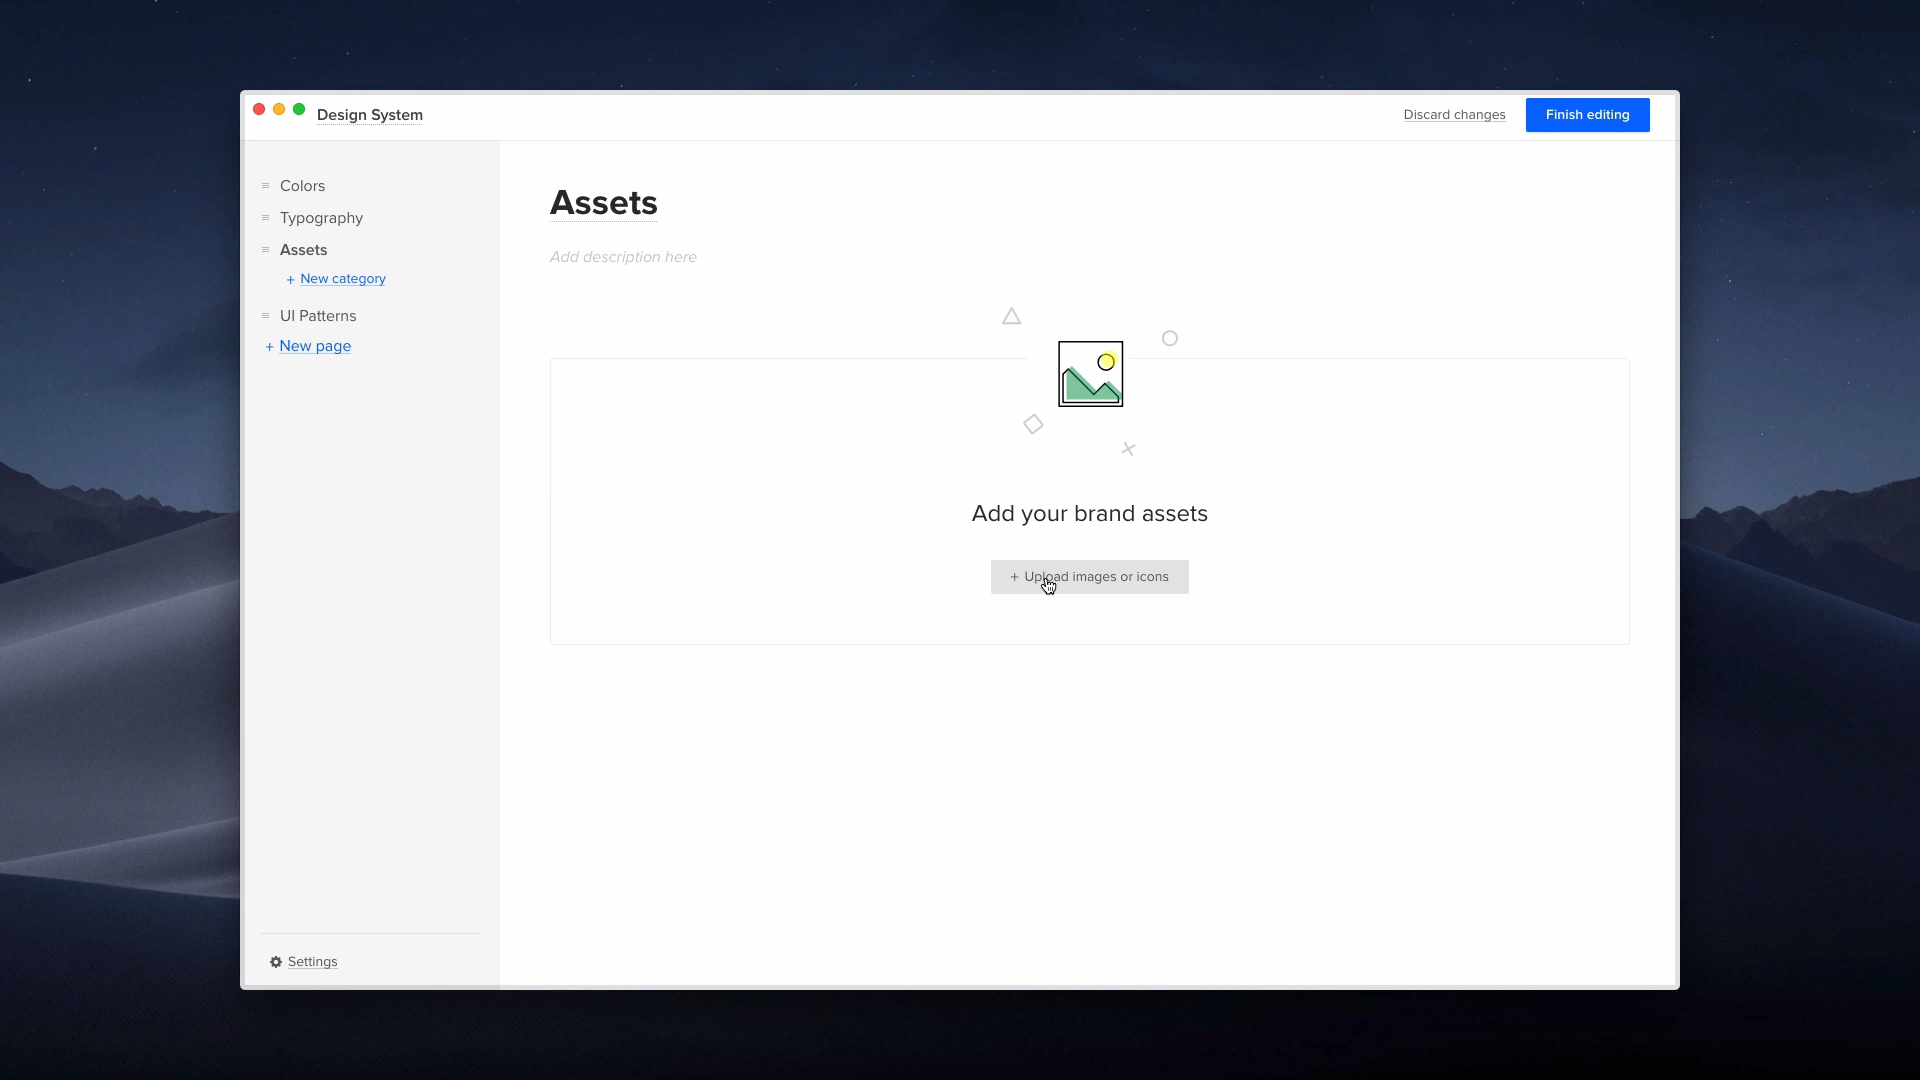 Design System
Discard changes
Finish editing
Colors
Typography
Assets
+ New category
UI Patterns
+ New page
Settings
Assets
Add description here
Add your brand assets
+ Upload images or icons